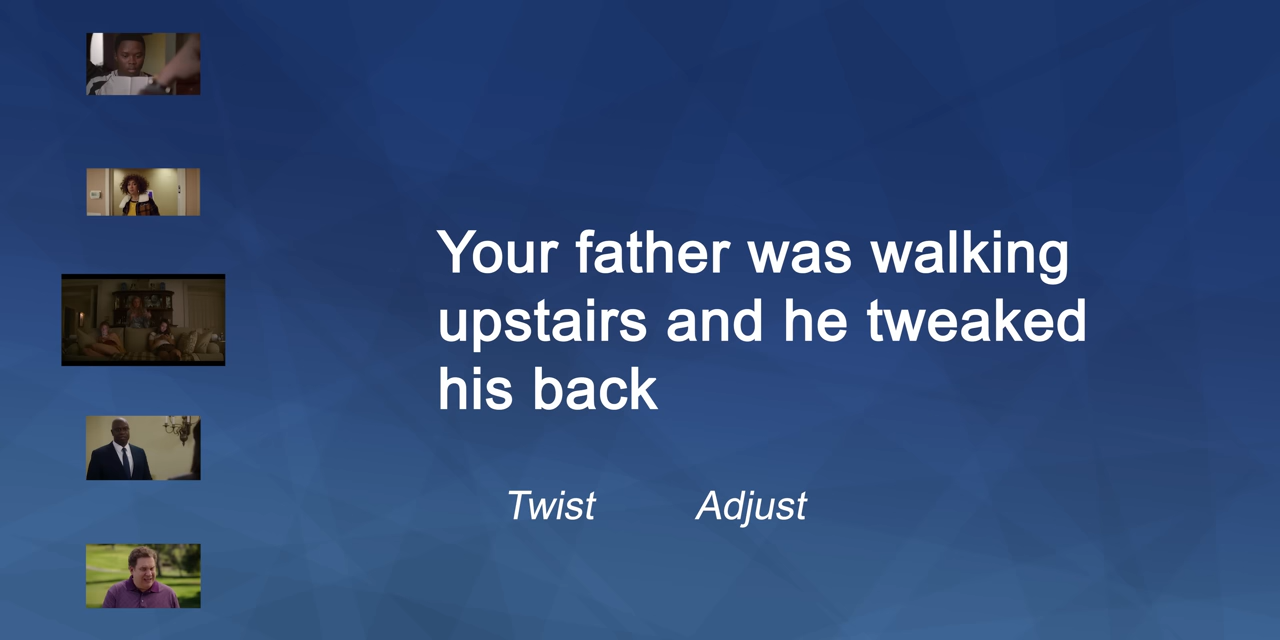 Your father was walking
upstairs and he tweaked
his back
Twist Adjust